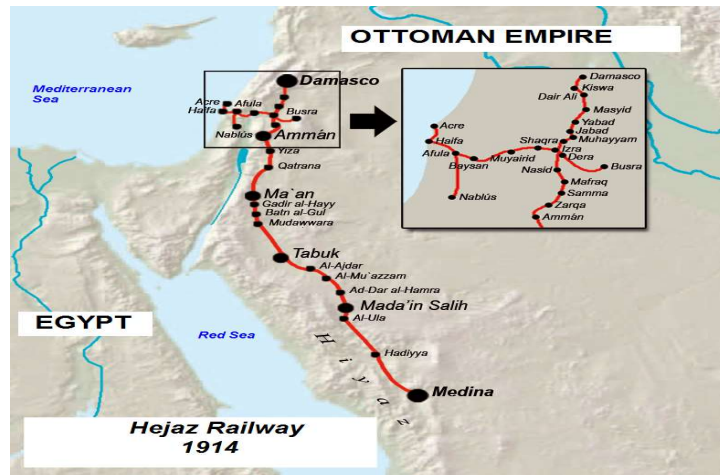 OTTOMAN EMPIRE
Mediterranean
Sea
Damasco
Acre
Afula
Haifa
Busra
Nablús
Ammán
Yiza
Qatrana
Ma`an
Gadir al-Hayy
Batn al-Gul
Mudawwara
Tabuk
Al-Ajdar
Al-Mu`azzam
Ad-Dar al-Hamra
Mada'in Salih
Al-Ula
EGYPT
Red Sea
Hiyaz
Hadiyya
Medina
Hejaz Railway
1914
Damasco
Kiswa
Dair Ali
Masyid
Yabad
Jabad
Muhayyam
Shaqra
Izra
Dera
Acre
Haifa
Afula
Baysan
Muyairid
Nasid
Busra
Mafraq
Samma
Nablús
Zarqa
Ammán